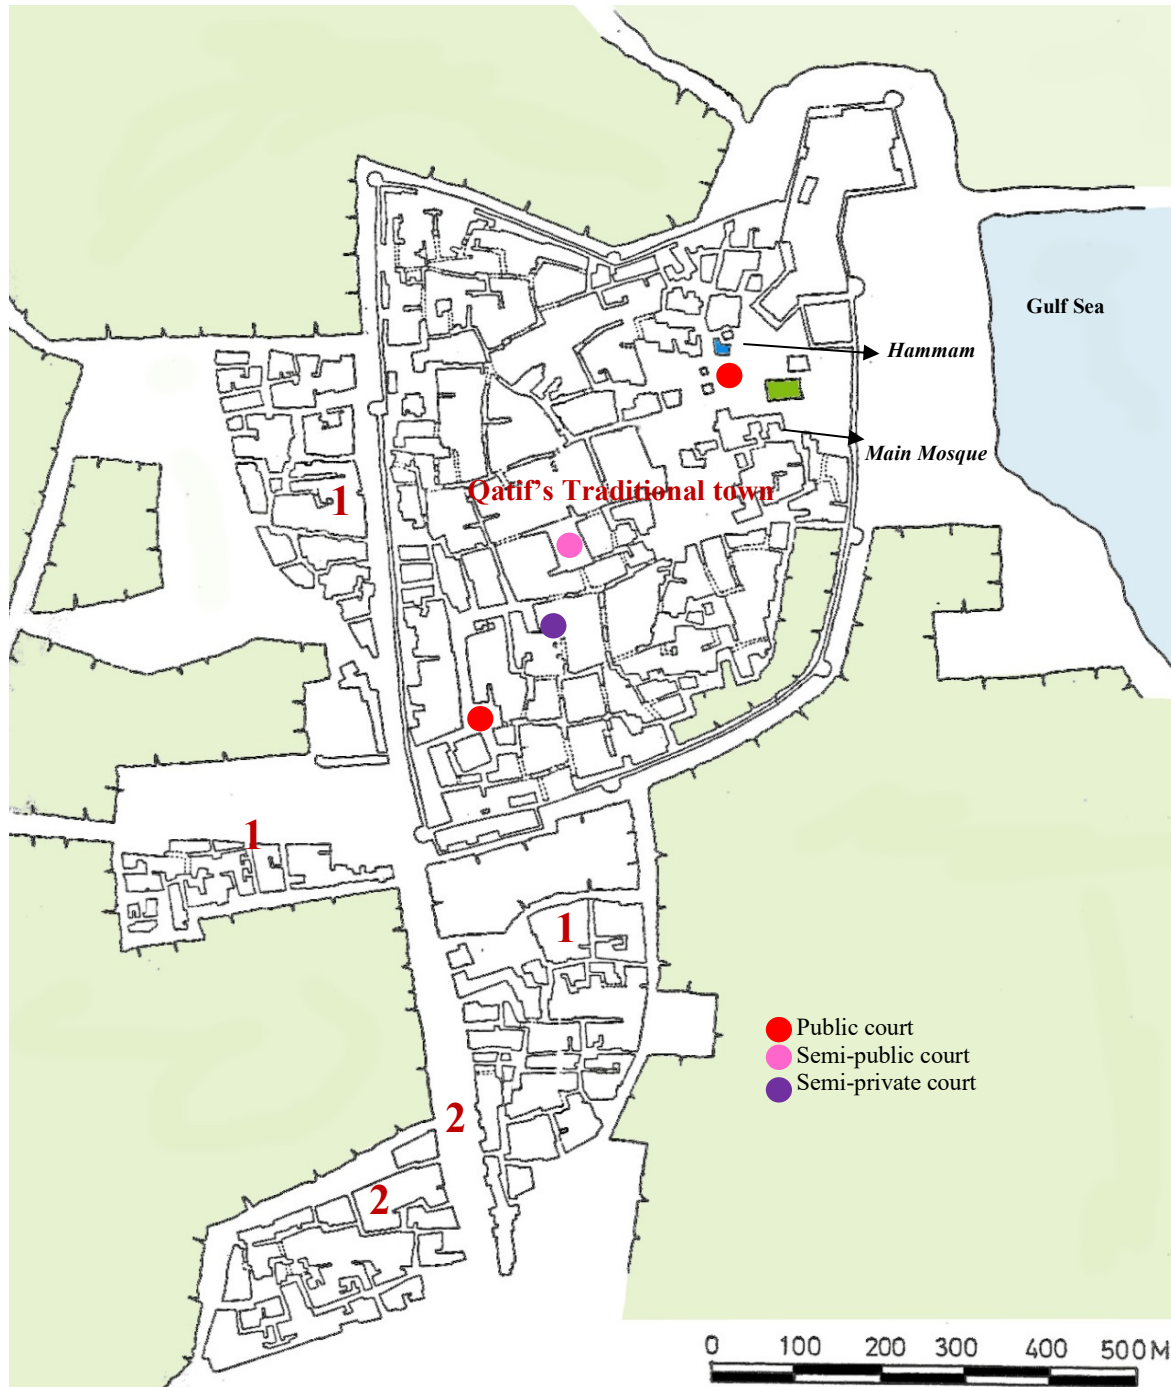 Gulf Sea
Hammam
Main Mosque
Qatif's Traditional town
1
1
1
Public court
Semi-public court
Semi-private court
2
2
0 100 200 300 400 500M